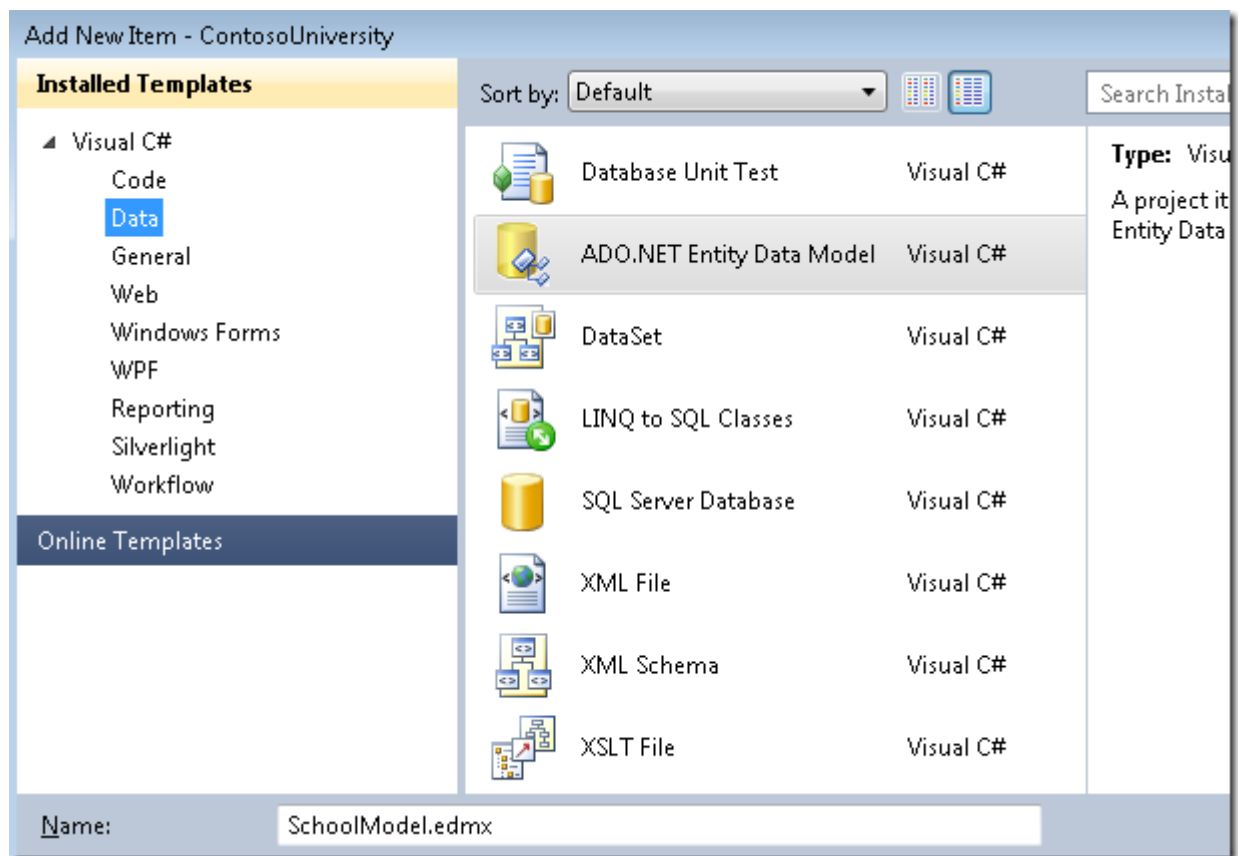 Add New Item - ContosoUniversity
Installed Templates
Visual C#
Code
Data
General
Web
Windows Forms
WPF
Reporting
Silverlight
Workflow
Online Templates
Sort by: Default
Database Unit Test Visual C#
ADO.NET Entity Data Model Visual C#
DataSet Visual C#
LINQ to SQL Classes Visual C#
SQL Server Database Visual C#
XML File Visual C#
XML Schema Visual C#
XSLT File Visual C#
Search Instal
Type: Visu
A project it
Entity Data
Name: SchoolModel.edmx